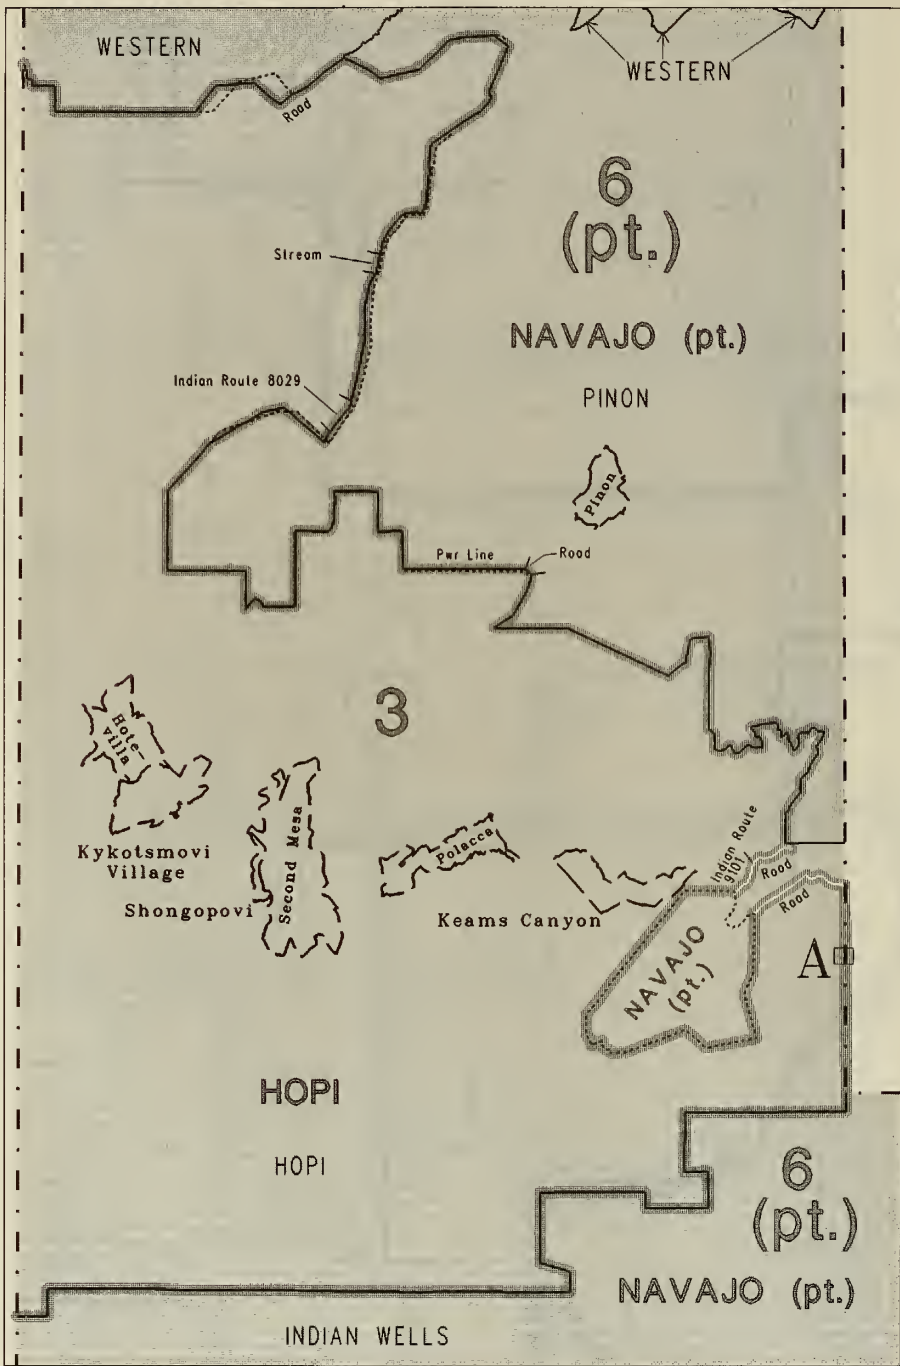 WESTERN
WESTERN
Road
6
(pt.)
Stream
NAVAJO (pt.)
Indian Route 8029
PINON
Pinon
Pwr Line
Road
3
Hote-
villa
Kykotsmovi
Village
Second Mesa
Shongopovi
Polacca
Keams Canyon
Indian Route
9101
Road
Road
NAVAJO
(pt.)
A
HOPI
HOPI
6
(pt.)
NAVAJO (pt.)
INDIAN WELLS